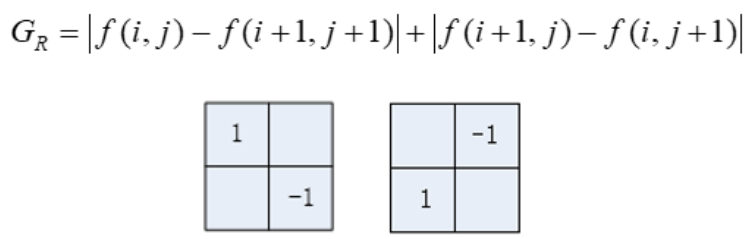 G_R = |f(i, j) − f(i + 1, j + 1)| + |f(i + 1, j) − f(i, j + 1)|
1 -1
-1 1